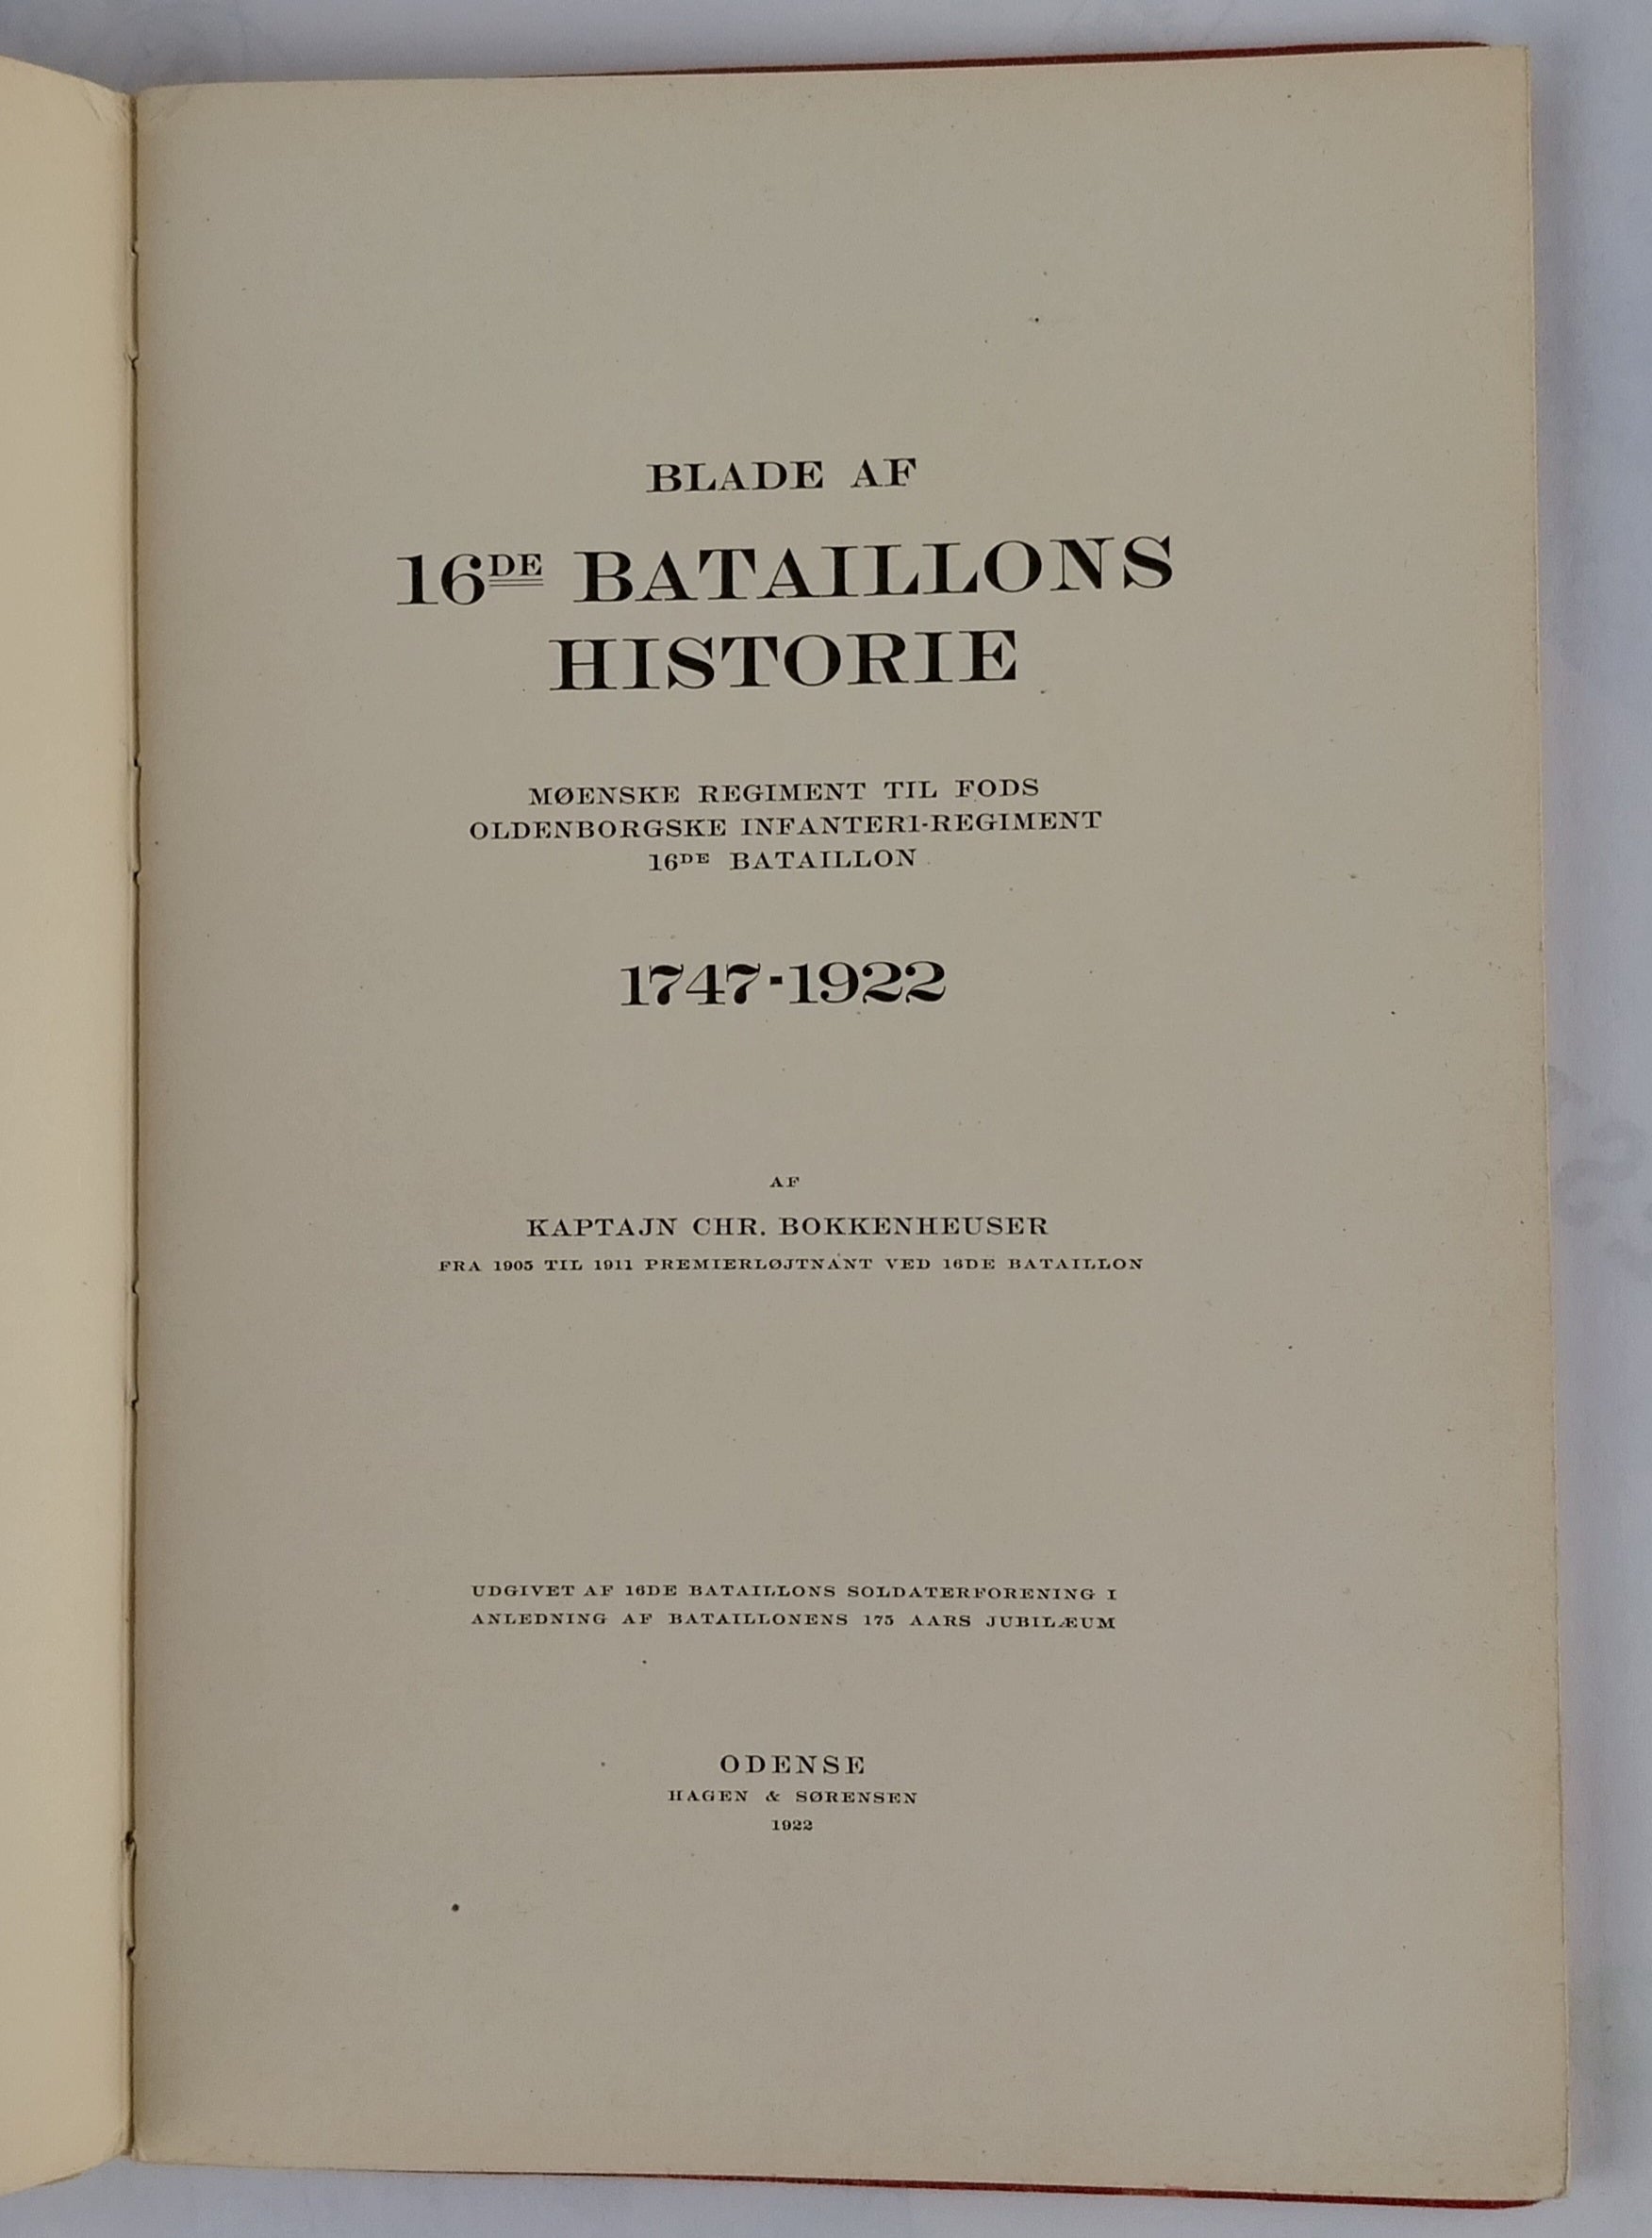 BLADE AF
16DE BATAILLONS
HISTORIE
MØENSKE REGIMENT TIL FODS
OLDENBORGSKE INFANTERI-REGIMENT
16DE BATAILLON
1747-1922
AF
KAPTAJN CHR. BOKKENHEUSER
FRA 1905 TIL 1911 PREMIERLØJTNANT VED 16DE BATAILLON
UDGIVET AF 16DE BATAILLONS SOLDATERFORENING I
ANLEDNING AF BATAILLONENS 175 AARS JUBILÆUM
ODENSE
HAGEN & SØRENSEN
1922